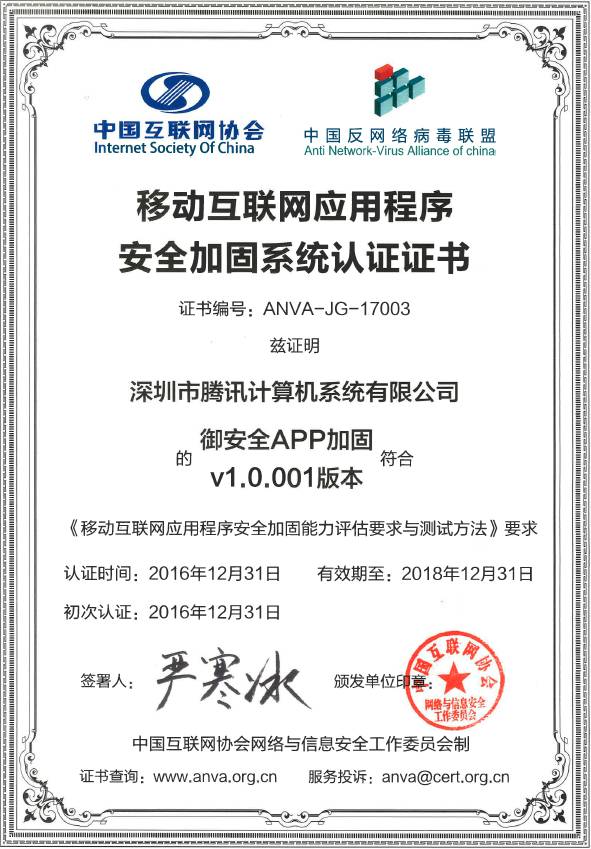 中国互联网协会
Internet Society Of China
中国反网络病毒联盟
Anti Network-Virus Alliance of china
移动互联网应用程序
安全加固系统认证证书
证书编号：ANVA-JG-17003
兹证明
深圳市腾讯计算机系统有限公司
的 御安全APP加固 符合
v1.0.001版本
《移动互联网应用程序安全加固能力评估要求与测试方法》要求
认证时间：2016年12月31日 有效期至：2018年12月31日
初次认证：2016年12月31日
签署人：严寒冰 颁发单位印章：
中国互联网协会
网络与信息安全
工作委员会
中国互联网协会网络与信息安全工作委员会制
证书查询：www.anva.org.cn 服务投诉：anva@cert.org.cn